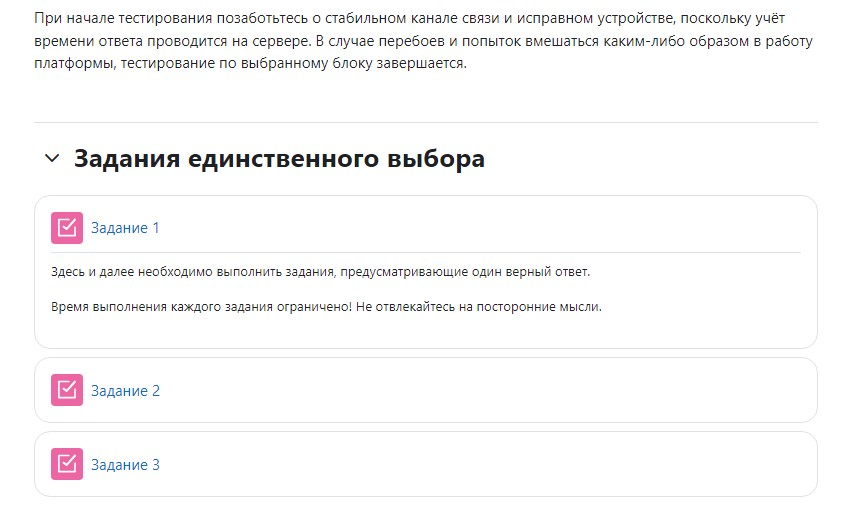 При начале тестирования позаботьтесь о стабильном канале связи и исправном устройстве, поскольку учёт
времени ответа проводится на сервере. В случае перебоев и попыток вмешаться каким-либо образом в работу
платформы, тестирование по выбранному блоку завершается.
Задания единственного выбора
Задание 1
Здесь и далее необходимо выполнить задания, предусматривающие один верный ответ.
Время выполнения каждого задания ограничено! Не отвлекайтесь на посторонние мысли.
Задание 2
Задание 3